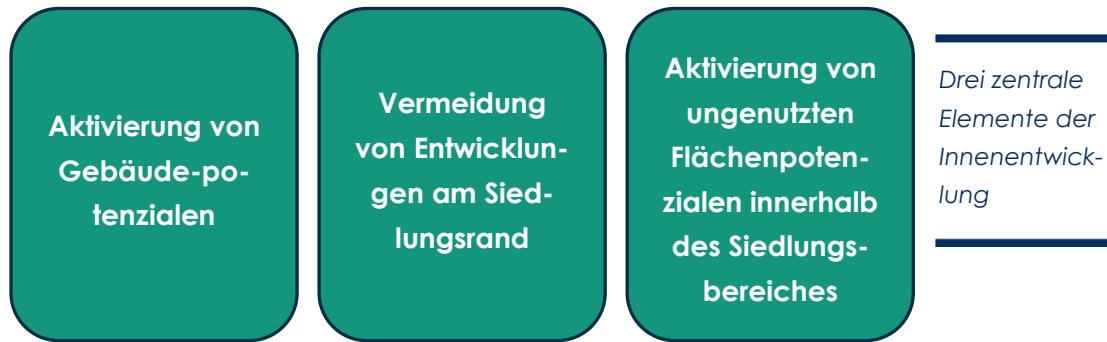 Aktivierung von
Gebäude-po-
tenzialen
Vermeidung
von Entwicklun-
gen am Sied-
lungsrand
Aktivierung von
ungenutzten
Flächenpoten-
zialen innerhalb
des Siedlungs-
bereiches
Drei zentrale
Elemente der
Innenentwick-
lung